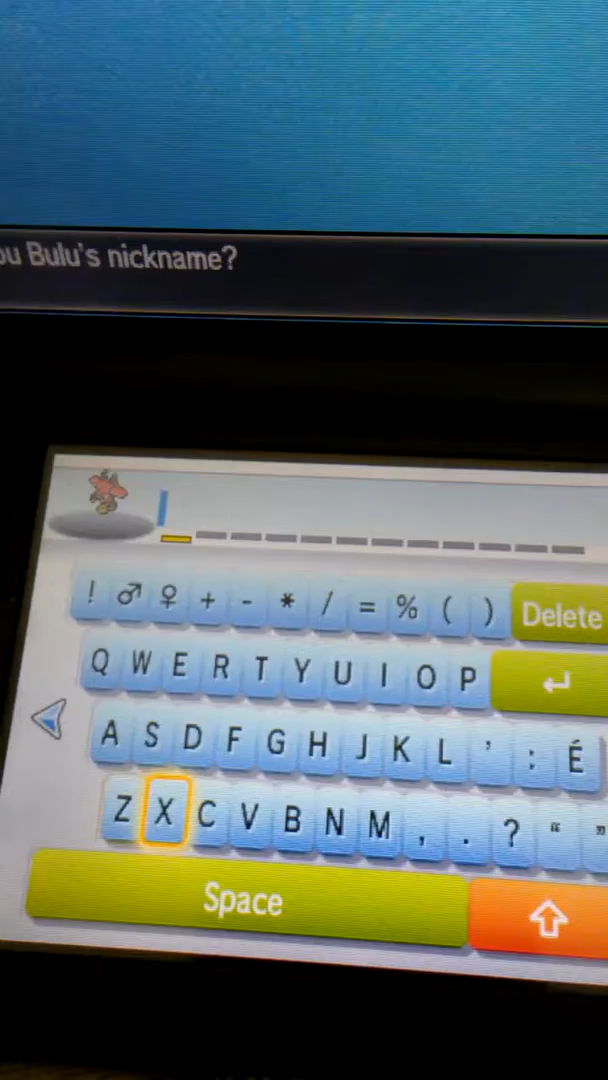 ou Bulu's nickname?
! ♂ ♀ + - * / = % ( ) Delete
Q W E R T Y U I O P
A S D F G H J K L ’ : É
Z X C V B N M , . ? “ ”
Space